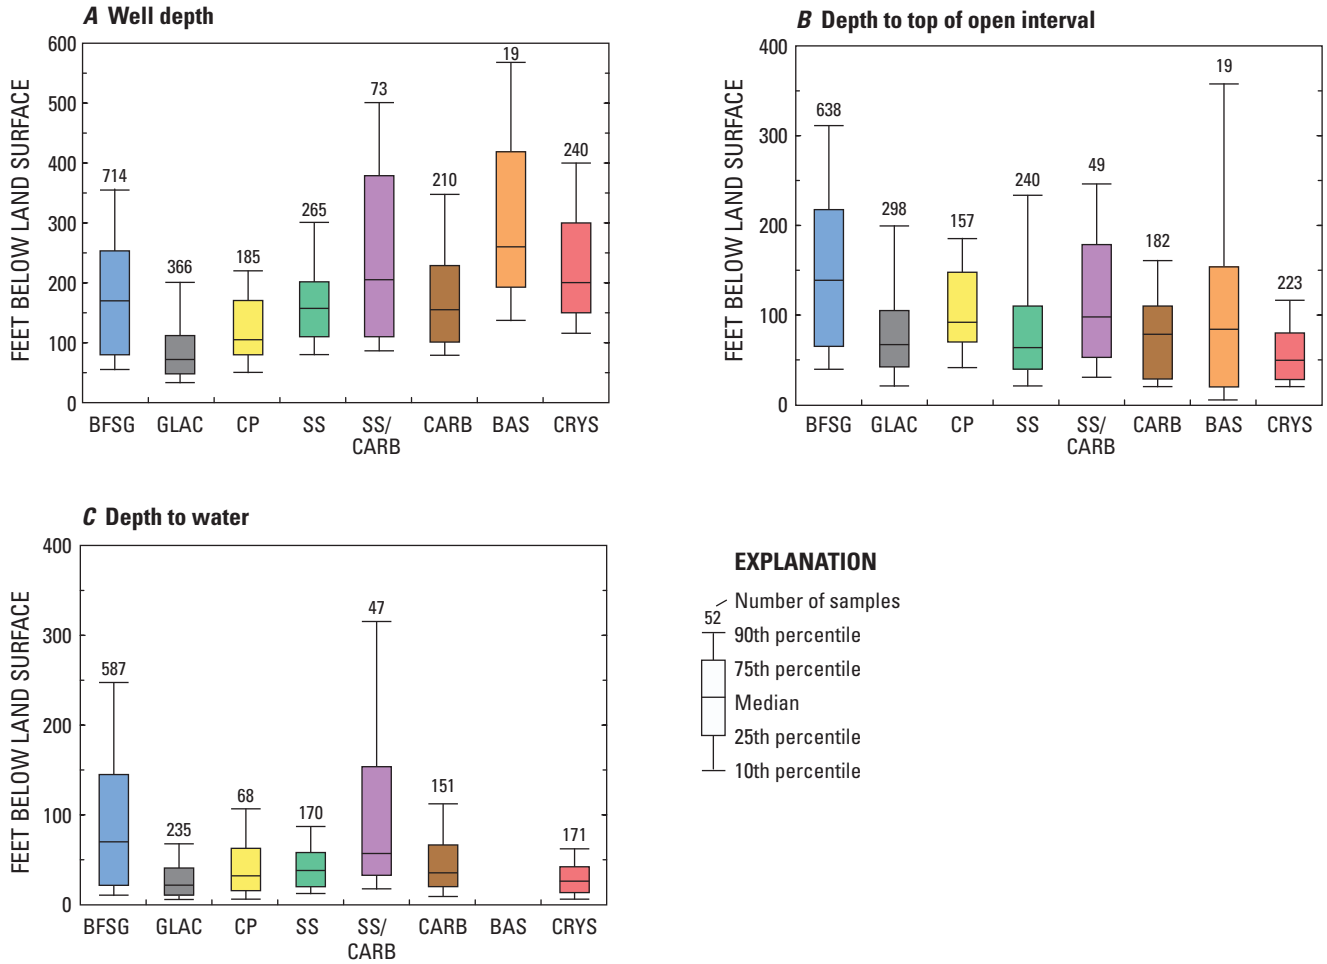 A Well depth
FEET BELOW LAND SURFACE
600
500
400
300
200
100
0
714
366
185
265
73
210
19
240
BFSG GLAC CP SS SS/ CARB BAS CRYS
CARB
B Depth to top of open interval
FEET BELOW LAND SURFACE
400
300
200
100
0
638
298
157
240
49
182
19
223
BFSG GLAC CP SS SS/ CARB BAS CRYS
CARB
C Depth to water
FEET BELOW LAND SURFACE
400
300
200
100
0
587
235
68
170
47
151
171
BFSG GLAC CP SS SS/ CARB BAS CRYS
CARB
EXPLANATION
Number of samples
52
90th percentile
75th percentile
Median
25th percentile
10th percentile